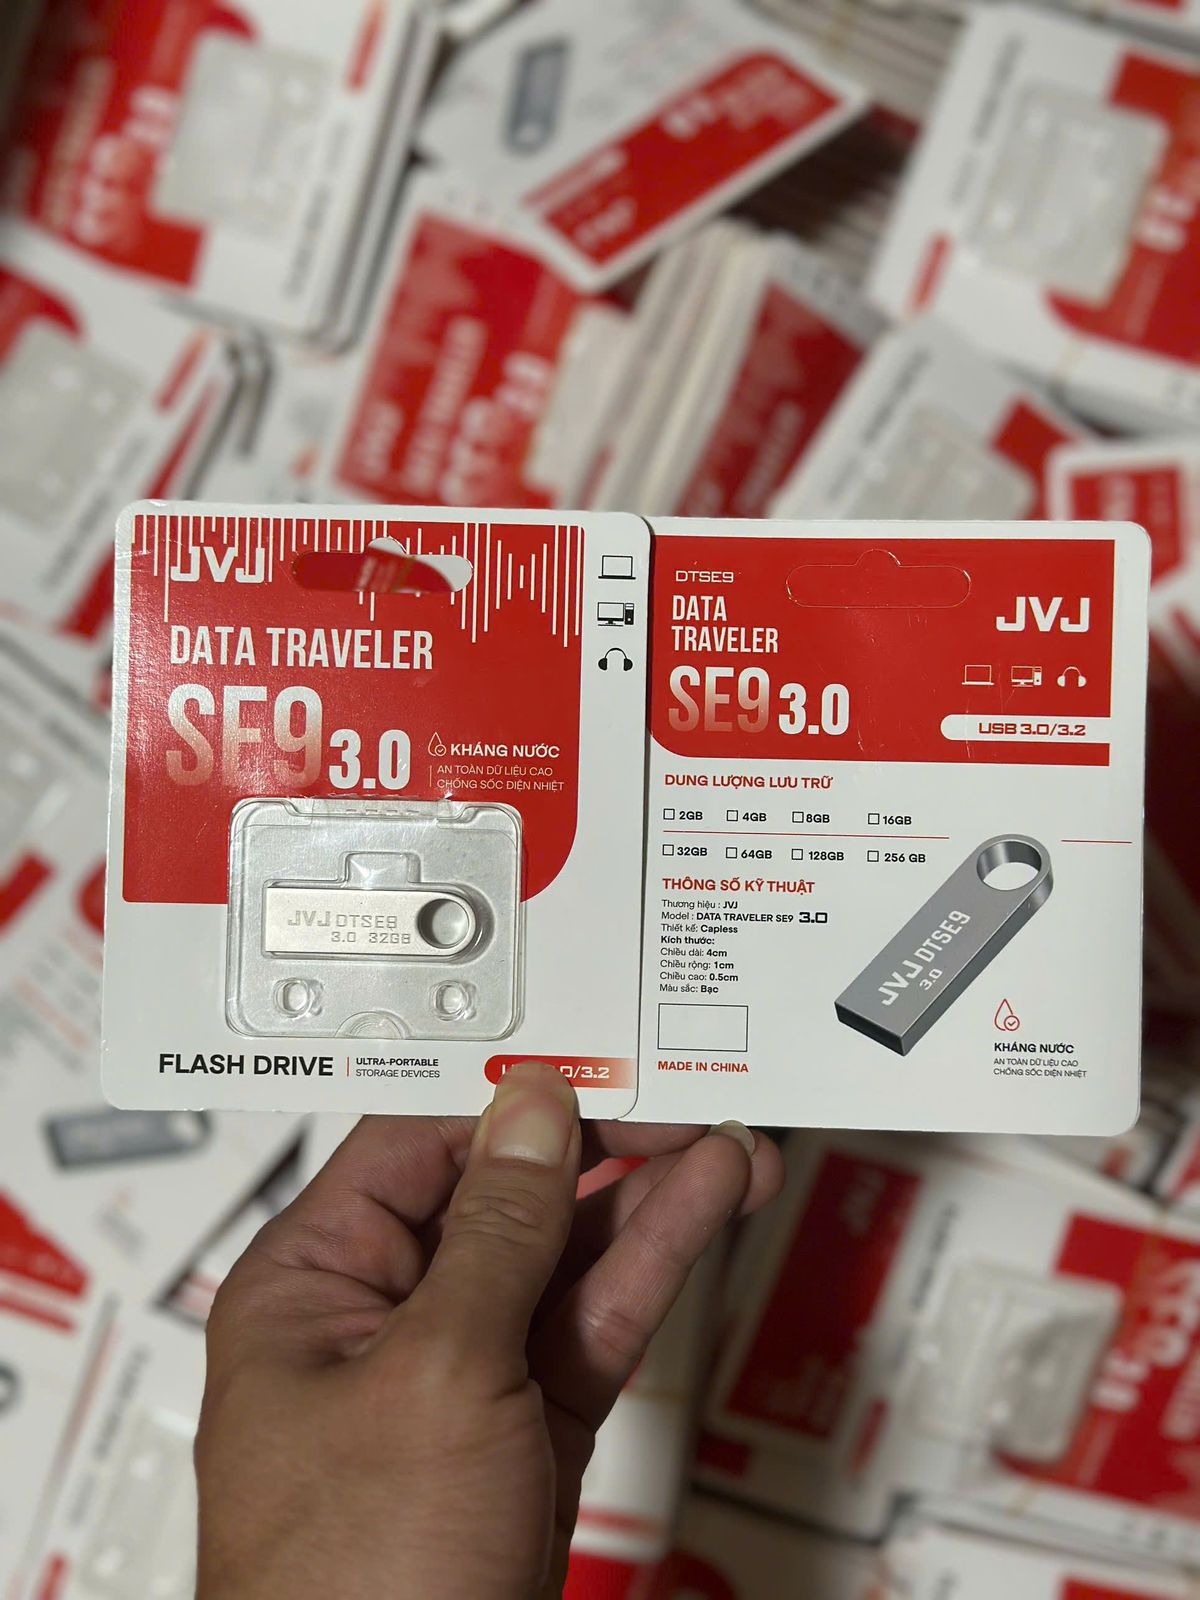 JVJ
DATA TRAVELER
SE9 3.0
KHÁNG NƯỚC
AN TOÀN DỮ LIỆU CAO
CHỐNG SỐC ĐIỆN NHIỆT
JVJ DTSE9
3.0 32GB
FLASH DRIVE
ULTRA-PORTABLE
STORAGE DEVICES
0/3.2
DTSE9
DATA
TRAVELER
SE9 3.0
JVJ
USB 3.0/3.2
DUNG LƯỢNG LƯU TRỮ
2GB 4GB 8GB 16GB
32GB 64GB 128GB 256 GB
THÔNG SỐ KỸ THUẬT
Thương hiệu : JVJ
Model : DATA TRAVELER SE9 3.0
Thiết kế: Capless
Kích thước:
Chiều dài: 4cm
Chiều rộng: 1cm
Chiều cao: 0.5cm
Màu sắc: Bạc
MADE IN CHINA
JVJ DTSE9
3.0
KHÁNG NƯỚC
AN TOÀN DỮ LIỆU CAO
CHỐNG SỐC ĐIỆN NHIỆT